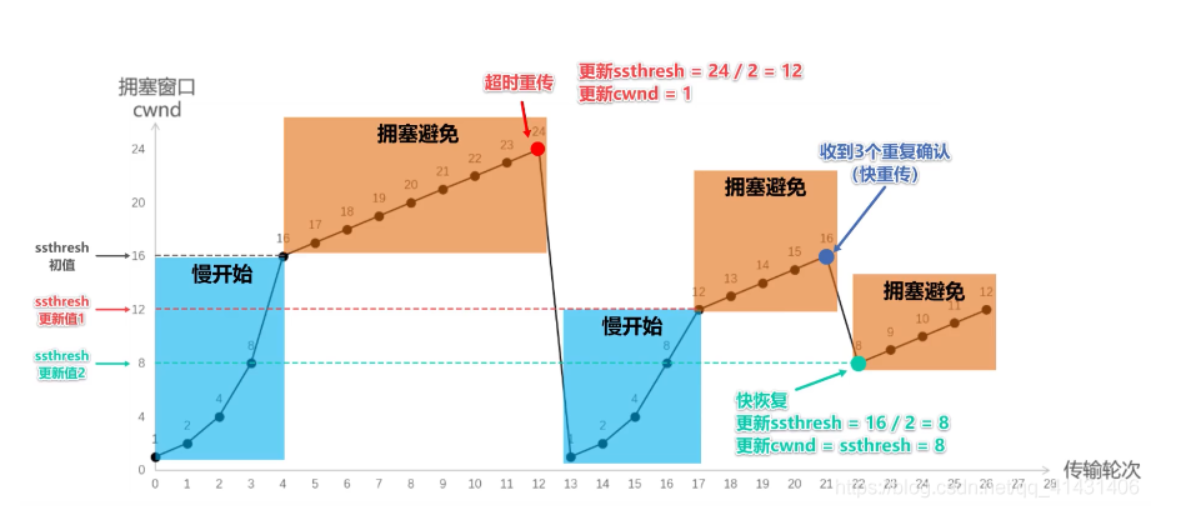 超时重传
更新ssthresh = 24 / 2 = 12
更新cwnd = 1
拥塞窗口
cwnd
拥塞避免
24
24
23
22
21
20
19
18
17
16
收到3个重复确认
(快重传)
拥塞避免
16
15
14
13
12
20
ssthresh
初值
16
慢开始
8
4
2
1
ssthresh
更新值1
12
慢开始
8
4
2
1
拥塞避免
12
11
10
9
8
ssthresh
更新值2
8
快恢复
更新ssthresh = 16 / 2 = 8
更新cwnd = ssthresh = 8
4
0
0 1 2 3 4 5 6 7 8 9 10 11 12 13 14 15 16 17 18 19 20 21 22 23 24 25 26 27 28
传输轮次
https://blog.csdn.net/qq_41431406